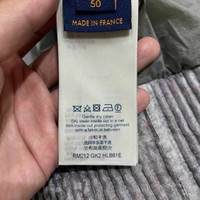 50
MADE IN FRANCE
Gentle dry clean
Dry clean inside out in a net
Iron inside out protecting garment
with a fabric in between
RM212 GK2 HLB81E